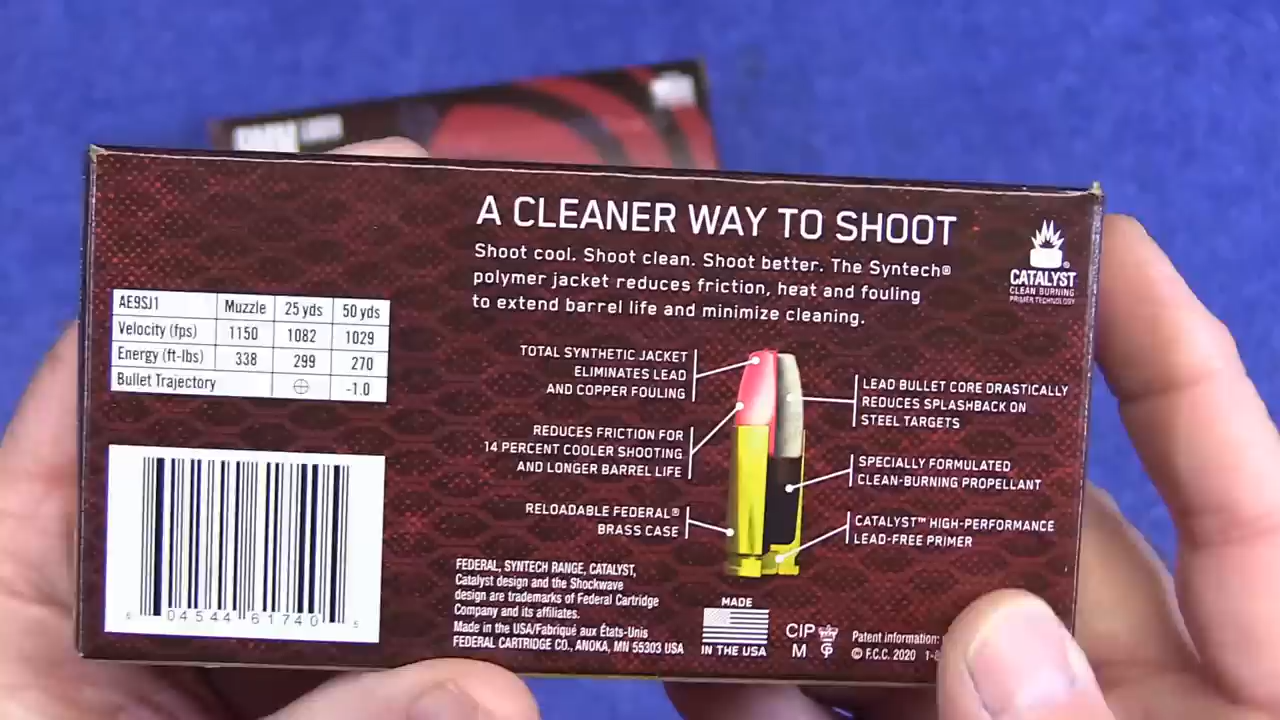 9MM LUGER
A CLEANER WAY TO SHOOT
Shoot cool. Shoot clean. Shoot better. The Syntech®
polymer jacket reduces friction, heat and fouling
to extend barrel life and minimize cleaning.
CATALYST®
CLEAN BURNING
PRIMER TECHNOLOGY
AE9SJ1 Muzzle 25 yds 50 yds
Velocity (fps) 1150 1082 1029
Energy (ft-lbs) 338 299 270
Bullet Trajectory -1.0
TOTAL SYNTHETIC JACKET
ELIMINATES LEAD
AND COPPER FOULING
REDUCES FRICTION FOR
14 PERCENT COOLER SHOOTING
AND LONGER BARREL LIFE
RELOADABLE FEDERAL®
BRASS CASE
LEAD BULLET CORE DRASTICALLY
REDUCES SPLASHBACK ON
STEEL TARGETS
SPECIALLY FORMULATED
CLEAN-BURNING PROPELLANT
CATALYST™ HIGH-PERFORMANCE
LEAD-FREE PRIMER
6 04544 61740 5
FEDERAL, SYNTECH RANGE, CATALYST,
Catalyst design and the Shockwave
design are trademarks of Federal Cartridge
Company and its affiliates.
Made in the USA/Fabriqué aux États-Unis
FEDERAL CARTRIDGE CO., ANOKA, MN 55303 USA
MADE
IN THE USA
CIP
M.
Patent information:
© F.C.C. 2020 1-8